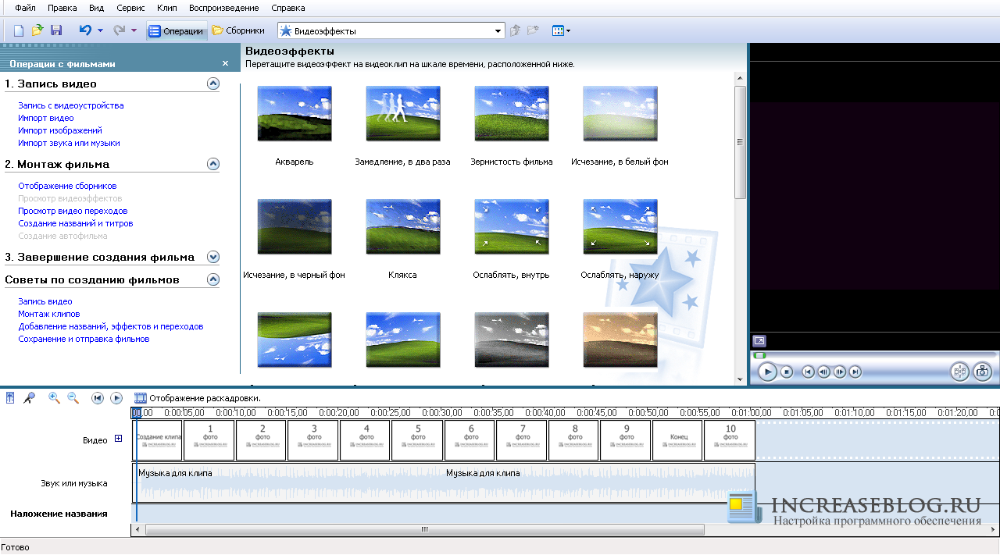 Файл Правка Вид Сервис Клип Воспроизведение Справка
Операции Сборники Видеоэффекты
Операции с фильмами
1. Запись видео
Запись с видеоустройства
Импорт видео
Импорт изображений
Импорт звука или музыки
2. Монтаж фильма
Отображение сборников
Просмотр видеоэффектов
Просмотр видео переходов
Создание названий и титров
Создание автофильма
3. Завершение создания фильма
Советы по созданию фильмов
Запись видео
Монтаж клипов
Добавление названий, эффектов и переходов
Сохранение и отправка фильмов
Видеоэффекты
Перетащите видеоэффект на видеоклип на шкале времени, расположенной ниже.
Акварель Замедление, в два раза Зернистость фильма Исчезание, в белый фон
Исчезание, в черный фон Клякса Ослаблять, внутрь Ослаблять, наружу
Отображение раскадровки.
0:00:05,00 0:00:10,00 0:00:15,00 0:00:20,00 0:00:25,00 0:00:30,00 0:00:35,00 0:00:40,00 0:00:45,00 0:00:50,00 0:00:55,00 0:01:00,00 0:01:05,00 0:01:10,00 0:01:15,00 0:01:20,00
Видео
Создание клипа
1 фото
2 фото
3 фото
4 фото
5 фото
6 фото
7 фото
8 фото
9 фото
Конец
10 фото
Звук или музыка
Музыка для клипа Музыка для клипа
Наложение названия
INCREASEBLOG.RU
Настройка программного обеспечения
Готово